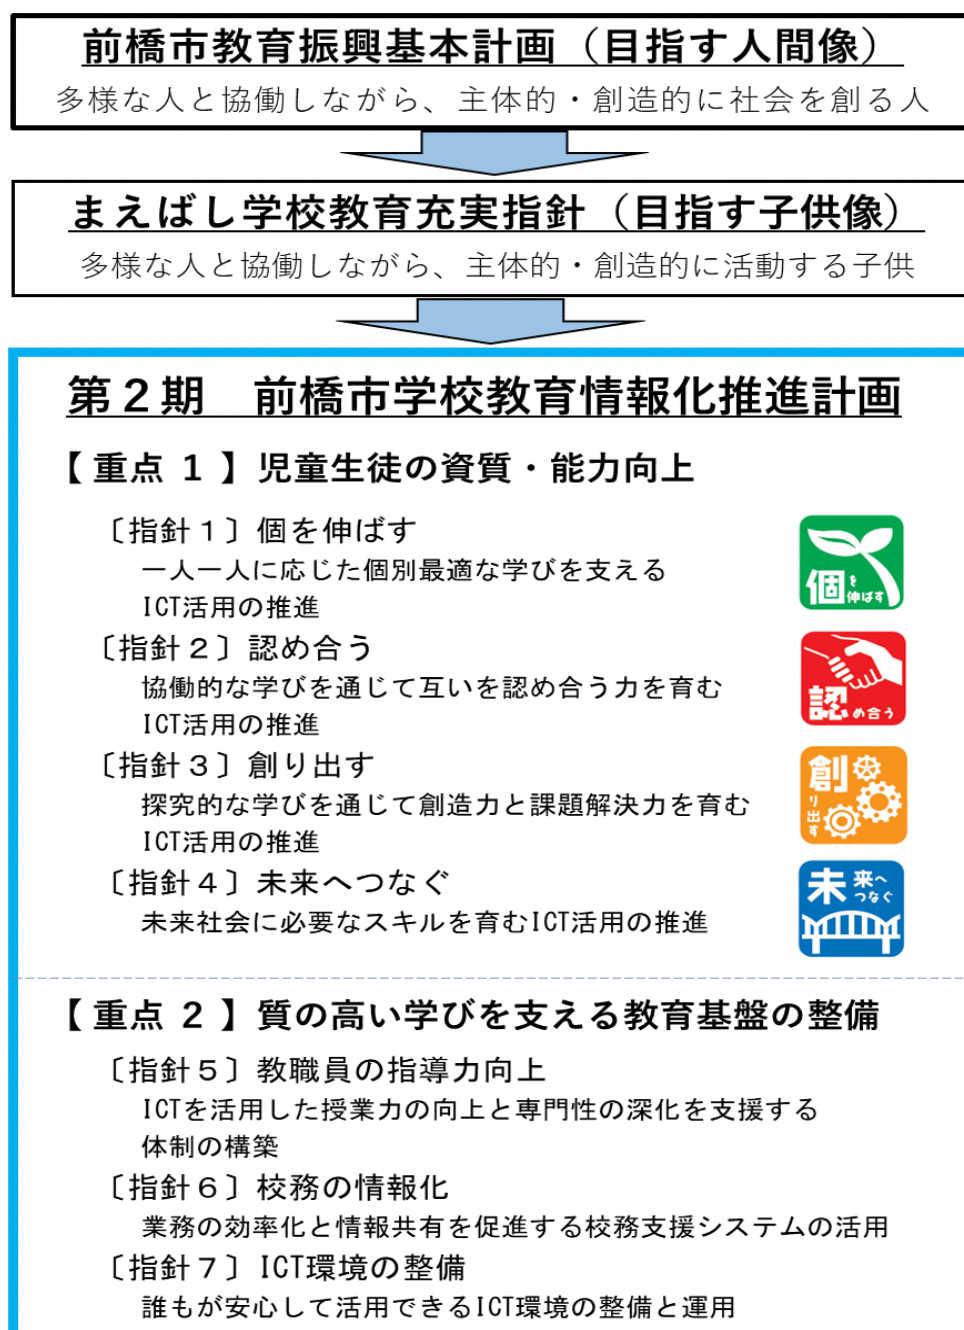 前橋市教育振興基本計画（目指す人間像）
多様な人と協働しながら、主体的・創造的に社会を創る人
まえばし学校教育充実指針（目指す子供像）
多様な人と協働しながら、主体的・創造的に活動する子供
第２期　前橋市学校教育情報化推進計画
【 重点 １ 】児童生徒の資質・能力向上
〔指針１〕個を伸ばす
一人一人に応じた個別最適な学びを支える
ICT活用の推進
個を伸ばす
〔指針２〕認め合う
協働的な学びを通じて互いを認め合う力を育む
ICT活用の推進
認め合う
〔指針３〕創り出す
探究的な学びを通じて創造力と課題解決力を育む
ICT活用の推進
創り出す
〔指針４〕未来へつなぐ
未来社会に必要なスキルを育むICT活用の推進
未来へつなぐ
【 重点 ２ 】質の高い学びを支える教育基盤の整備
〔指針５〕教職員の指導力向上
ICTを活用した授業力の向上と専門性の深化を支援する
体制の構築
〔指針６〕校務の情報化
業務の効率化と情報共有を促進する校務支援システムの活用
〔指針７〕ICT環境の整備
誰もが安心して活用できるICT環境の整備と運用